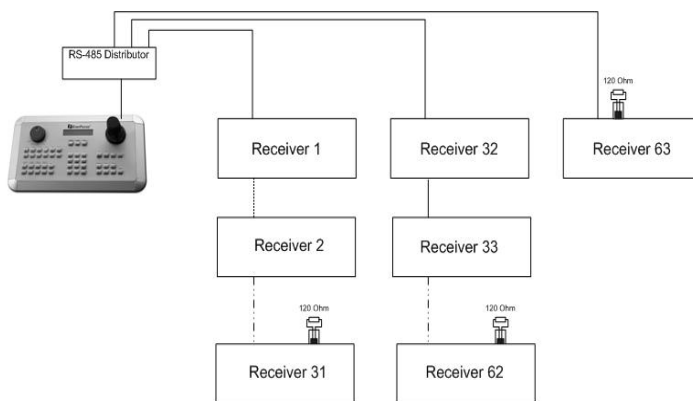 RS-485 Distributor
120 Ohm
Receiver 1
Receiver 32
Receiver 63
Receiver 2
Receiver 33
120 Ohm
120 Ohm
Receiver 31
Receiver 62